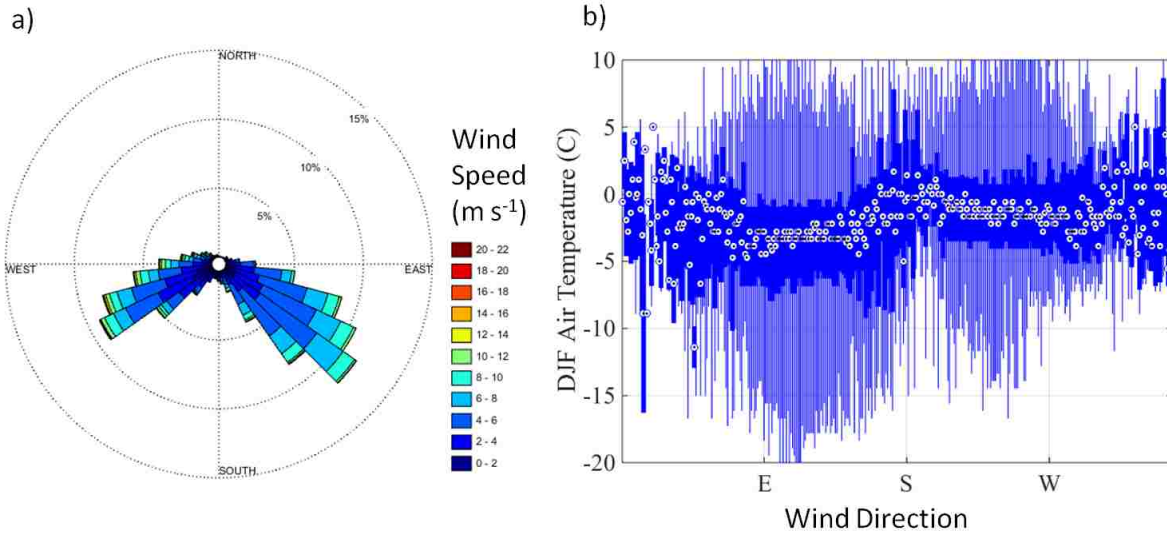 a)
NORTH
15%
10%
5%
WEST
EAST
SOUTH
Wind
Speed
(m s-1)
20 - 22
18 - 20
16 - 18
14 - 16
12 - 14
10 - 12
8 - 10
6 - 8
4 - 6
2 - 4
0 - 2
b)
DJF Air Temperature (C)
10
5
0
-5
-10
-15
-20
E
S
W
Wind Direction